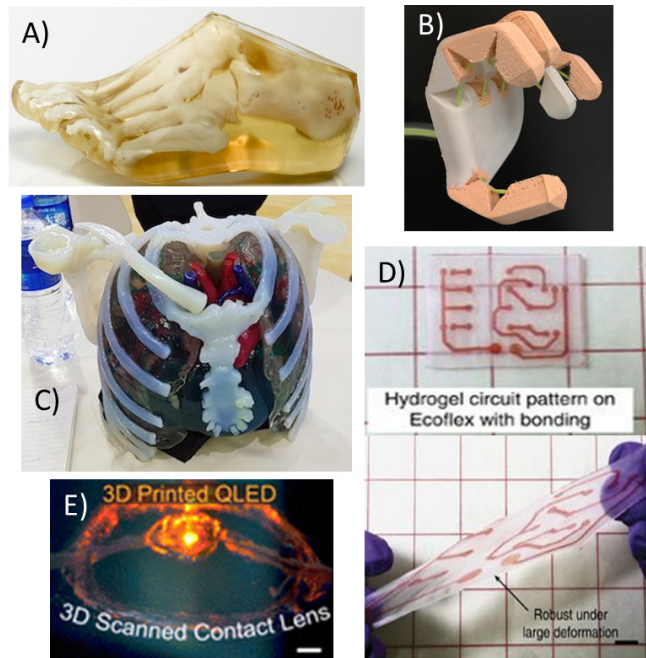 A)
B)
C)
D)
Hydrogel circuit pattern on
Ecoflex with bonding
E)
3D Printed QLED
3D Scanned Contact Lens
Robust under
large deformation